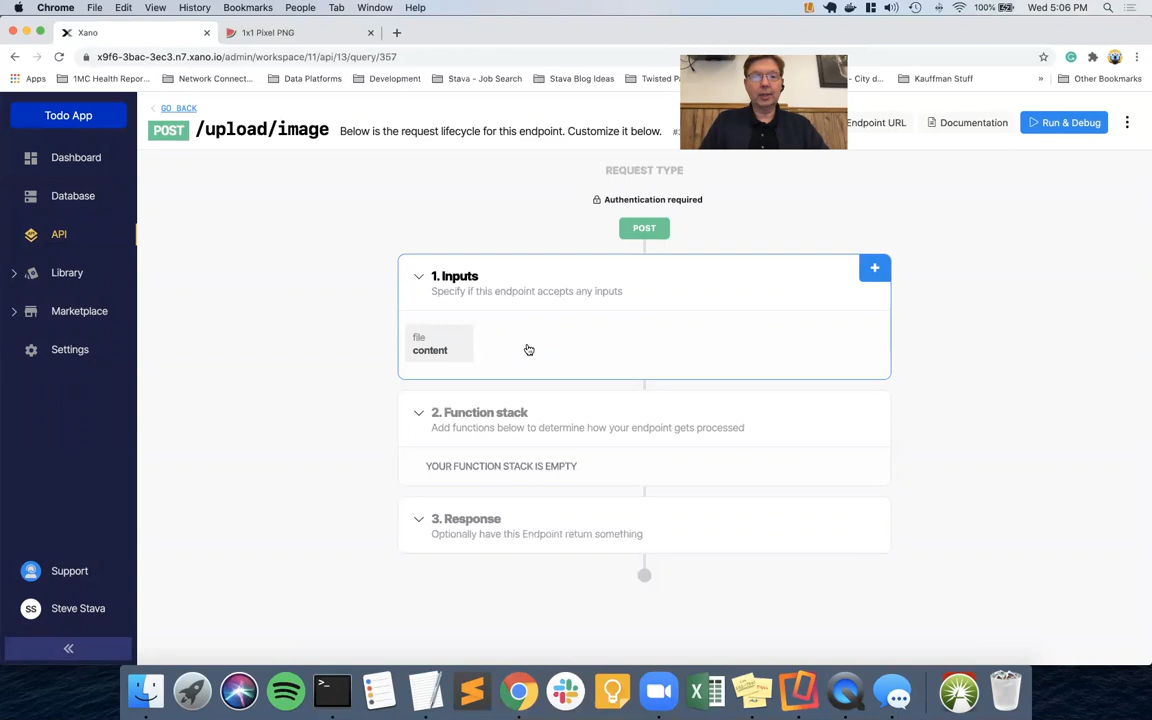 Chrome File Edit View History Bookmarks People Tab Window Help 100% Wed 5:06 PM
Xano 1x1 Pixel PNG
x9f6-3bac-3ec3.n7.xano.io/admin/workspace/11/api/13/query/357
Apps 1MC Health Repor... Network Connect... Data Platforms Development Stava - Job Search Stava Blog Ideas Twisted Pa City d... Kauffman Stuff » Other Bookmarks
Todo App
GO BACK
POST /upload/image Below is the request lifecycle for this endpoint. Customize it below. Endpoint URL Documentation Run & Debug
Dashboard
Database
API
Library
Marketplace
Settings
REQUEST TYPE
Authentication required
POST
1. Inputs
Specify if this endpoint accepts any inputs
file
content
2. Function stack
Add functions below to determine how your endpoint gets processed
YOUR FUNCTION STACK IS EMPTY
3. Response
Optionally have this Endpoint return something
Support
SS Steve Stava